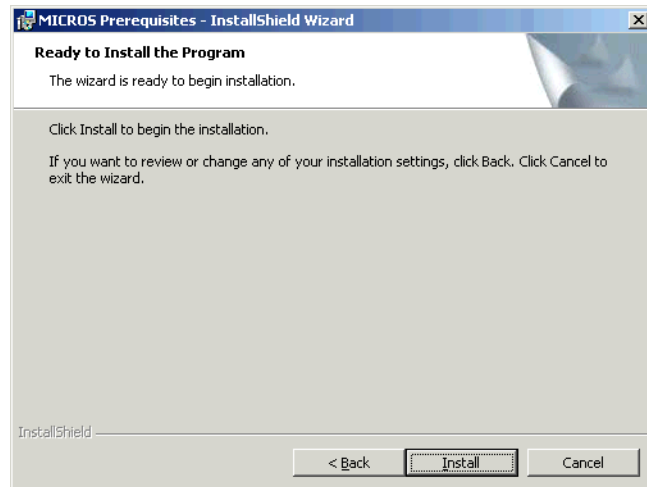 MICROS Prerequisites - InstallShield Wizard
Ready to Install the Program
The wizard is ready to begin installation.
Click Install to begin the installation.
If you want to review or change any of your installation settings, click Back. Click Cancel to
exit the wizard.
InstallShield
< Back
Install
Cancel